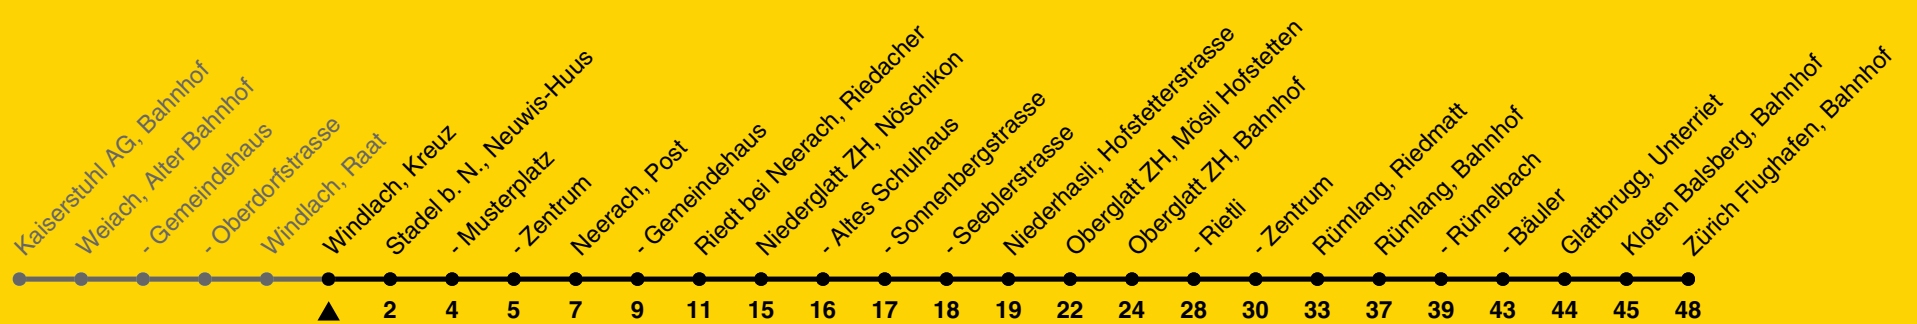 Kaiserstuhl AG, Bahnhof
Weiach, Alter Bahnhof
- Gemeindehaus
- Oberdorfstrasse
Windlach, Raat
Windlach, Kreuz
Stadel b. N., Neuwis-Huus
- Musterplatz
- Zentrum
Neerach, Post
- Gemeindehaus
Riedt bei Neerach, Riedacher
Niederglatt ZH, Nöschikon
- Altes Schulhaus
- Sonnenbergstrasse
- Seeblerstrasse
Niederhasli, Hofstetterstrasse
Oberglatt ZH, Mösli Hofstetten
Oberglatt ZH, Bahnhof
- Rietli
- Zentrum
Rümlang, Riedmatt
Rümlang, Bahnhof
- Rümelbach
- Bäuler
Glattbrugg, Unterriet
Kloten Balsberg, Bahnhof
Zürich Flughafen, Bahnhof
2 4 5 7 9 11 15 16 17 18 19 22 24 28 30 33 37 39 43 44 45 48